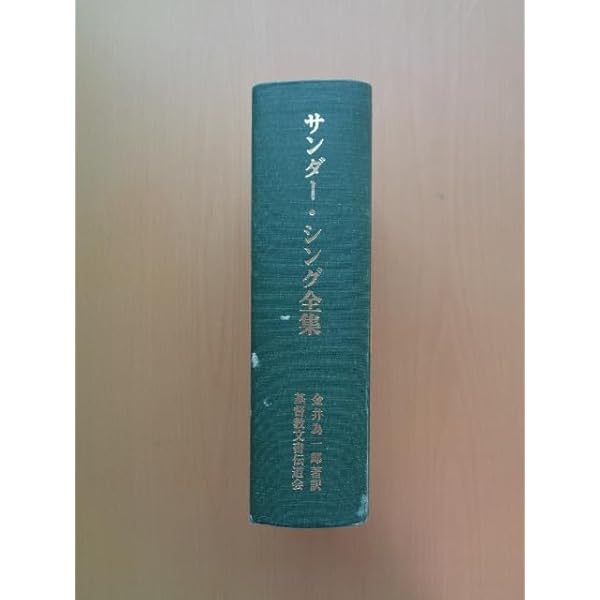 サンダー・シング全集
金井為一郎著訳
基督教文書伝道会